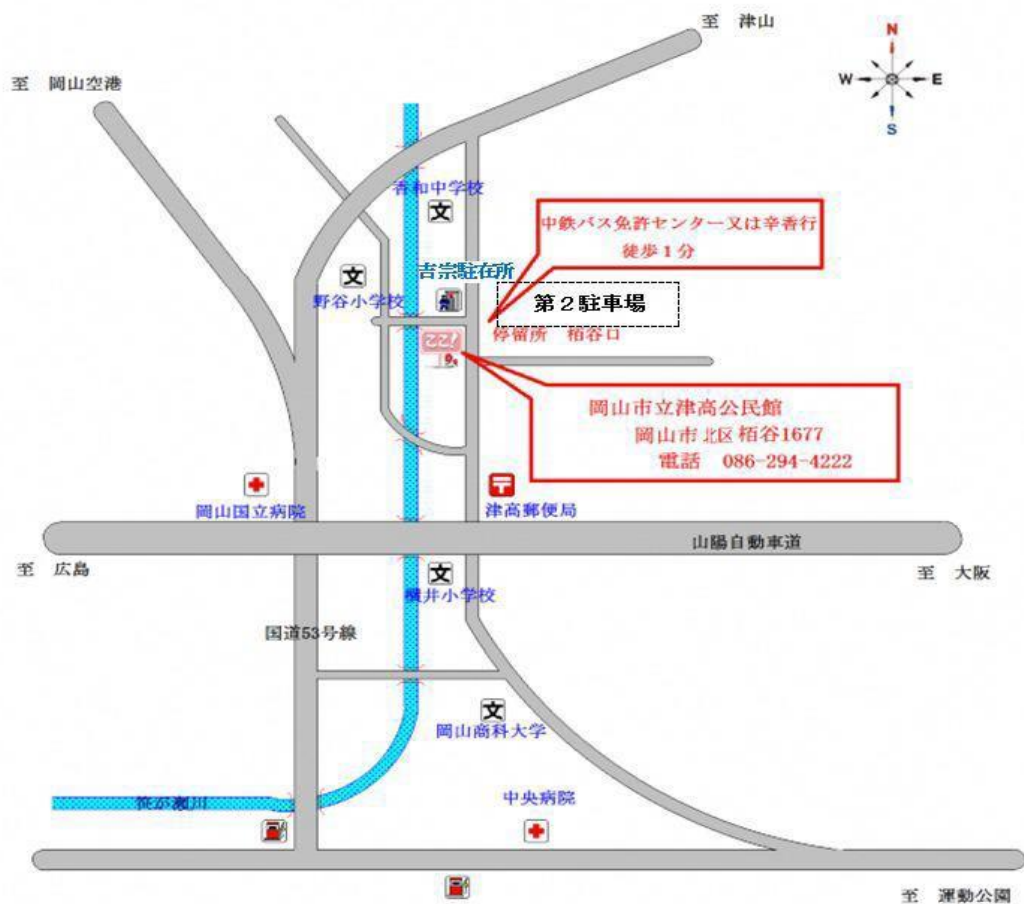 至 津山
N
至 岡山空港
W
E
S
香和中学校
文
中鉄バス免許センター又は辛香行
徒歩１分
吉宗駐在所
文
野谷小学校
第２駐車場
ここ!
停留所 栢谷口
岡山市立津高公民館
岡山市北区栢谷1677
電話 086-294-4222
岡山国立病院
津高郵便局
山陽自動車道
至 広島
至 大阪
文
横井小学校
国道53号線
文
岡山商科大学
笹が瀬川
中央病院
至 運動公園